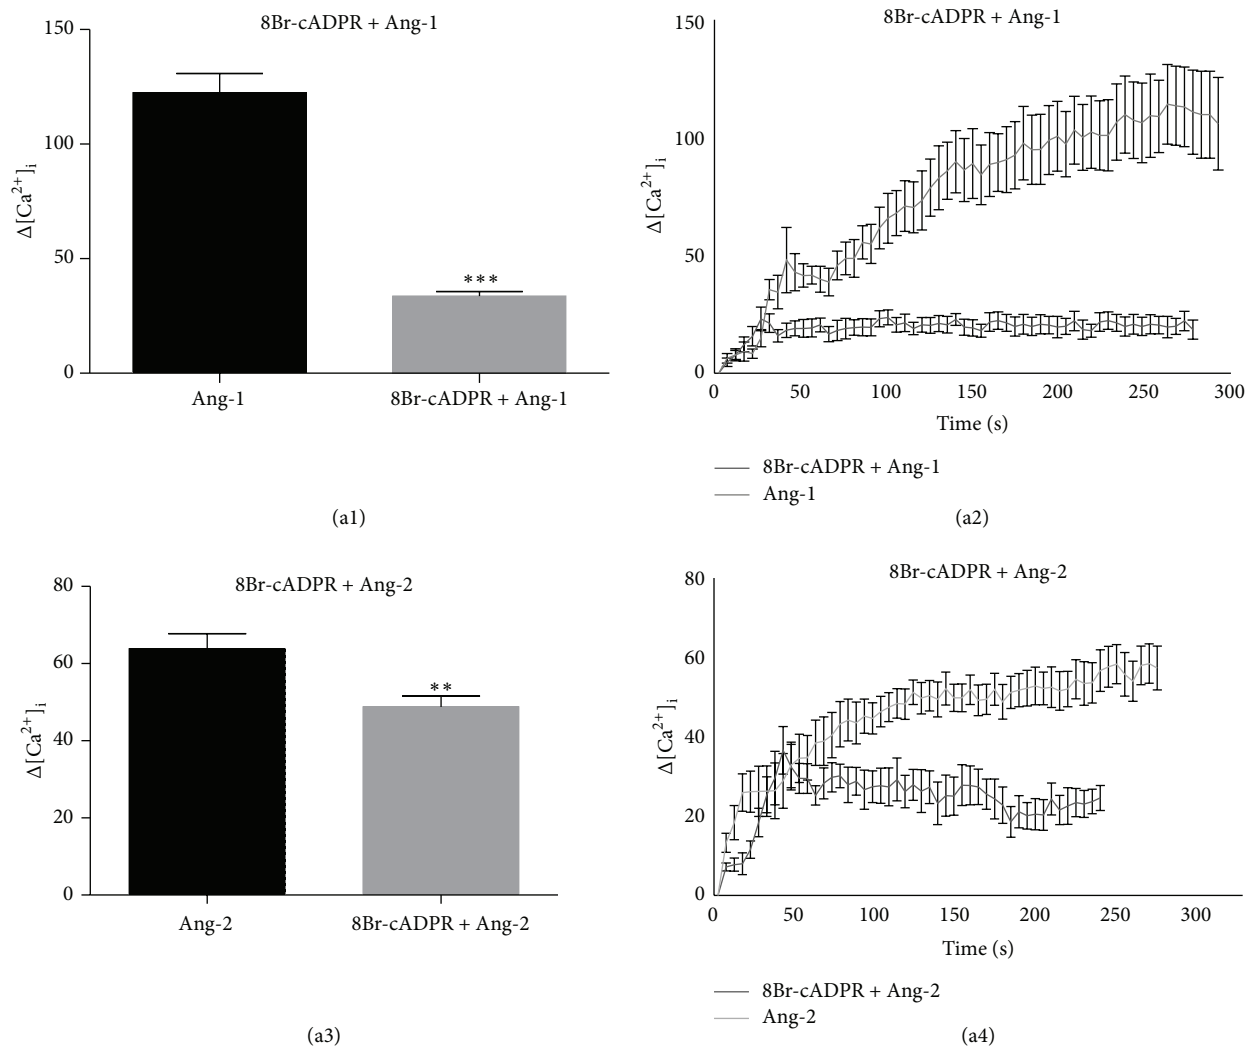 8Br-cADPR + Ang-1
150
100
50
0
Δ[Ca²⁺]ᵢ
***
Ang-1
8Br-cADPR + Ang-1
(a1)
8Br-cADPR + Ang-1
150
100
50
0
Δ[Ca²⁺]ᵢ
0 50 100 150 200 250 300
Time (s)
8Br-cADPR + Ang-1
Ang-1
(a2)
8Br-cADPR + Ang-2
80
60
40
20
0
Δ[Ca²⁺]ᵢ
**
Ang-2
8Br-cADPR + Ang-2
(a3)
8Br-cADPR + Ang-2
80
60
40
20
0
Δ[Ca²⁺]ᵢ
0 50 100 150 200 250 300
Time (s)
8Br-cADPR + Ang-2
Ang-2
(a4)